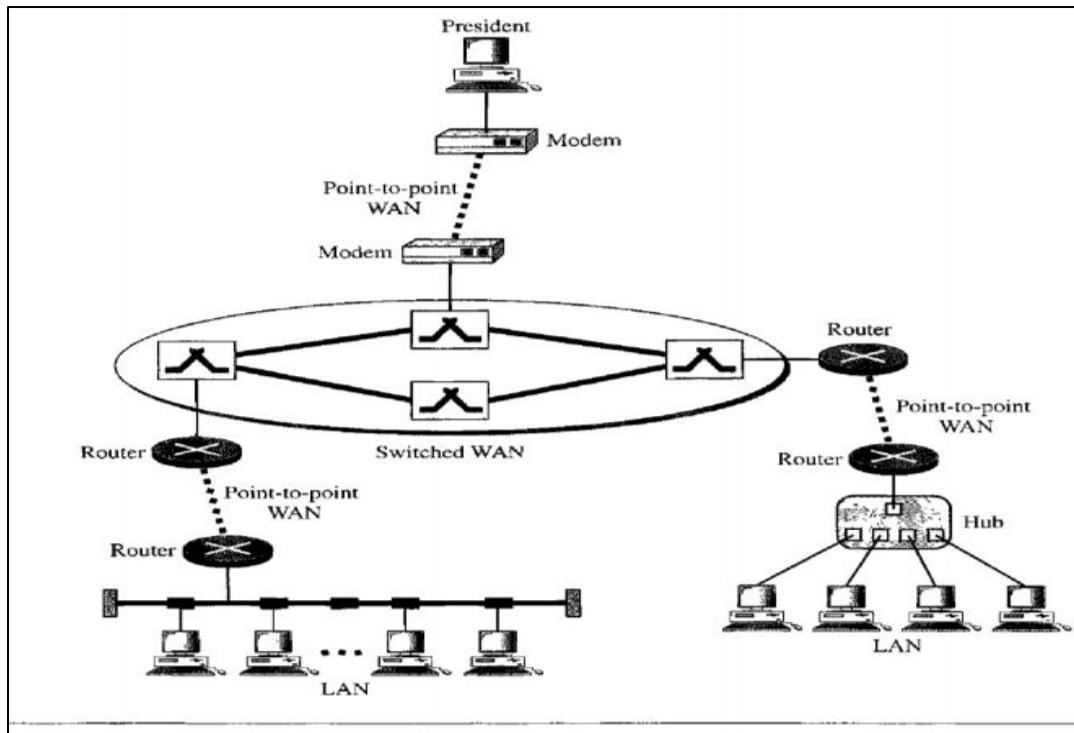 President
Modem
Point-to-point
WAN
Modem
Router
Point-to-point
WAN
Router
Hub
LAN
Switched WAN
Router
Point-to-point
WAN
Router
LAN